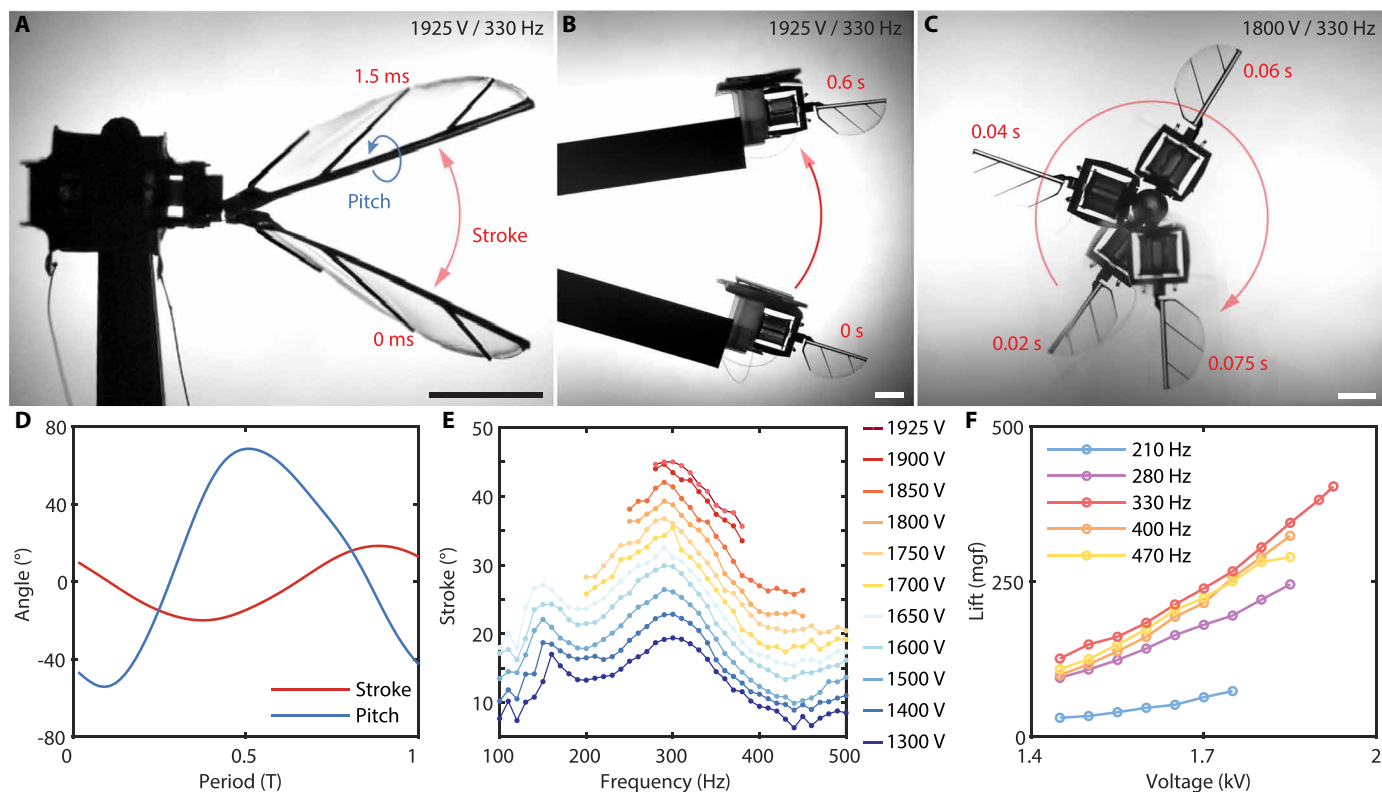 A
1925 V / 330 Hz
1.5 ms
Pitch
Stroke
0 ms
B
1925 V / 330 Hz
0.6 s
0 s
C
1800 V / 330 Hz
0.06 s
0.04 s
0.02 s
0.075 s
D
80
40
0
-40
-80
Angle (°)
0
0.5
1
Period (T)
Stroke
Pitch
E
50
40
30
20
10
Stroke (°)
100
200
300
400
500
Frequency (Hz)
1925 V
1900 V
1850 V
1800 V
1750 V
1700 V
1650 V
1600 V
1500 V
1400 V
1300 V
F
500
250
0
Lift (mgf)
1.4
1.7
2
Voltage (kV)
210 Hz
280 Hz
330 Hz
400 Hz
470 Hz